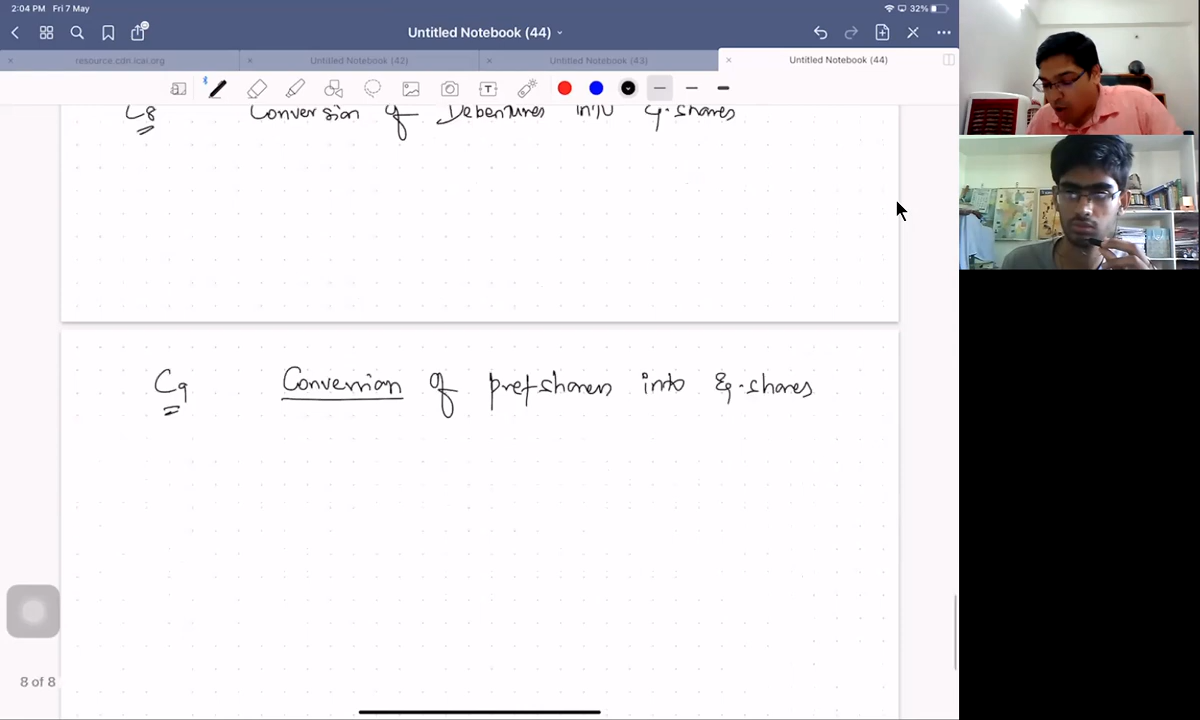 2:04 PM Fri 7 May
32%
Untitled Notebook (44)
resource.cdn.icai.org
Untitled Notebook (42)
Untitled Notebook (43)
Untitled Notebook (44)
C8 Conversion of Debentures into Eq. shares
C9 Conversion of pref shares into Eq. shares
8 of 8